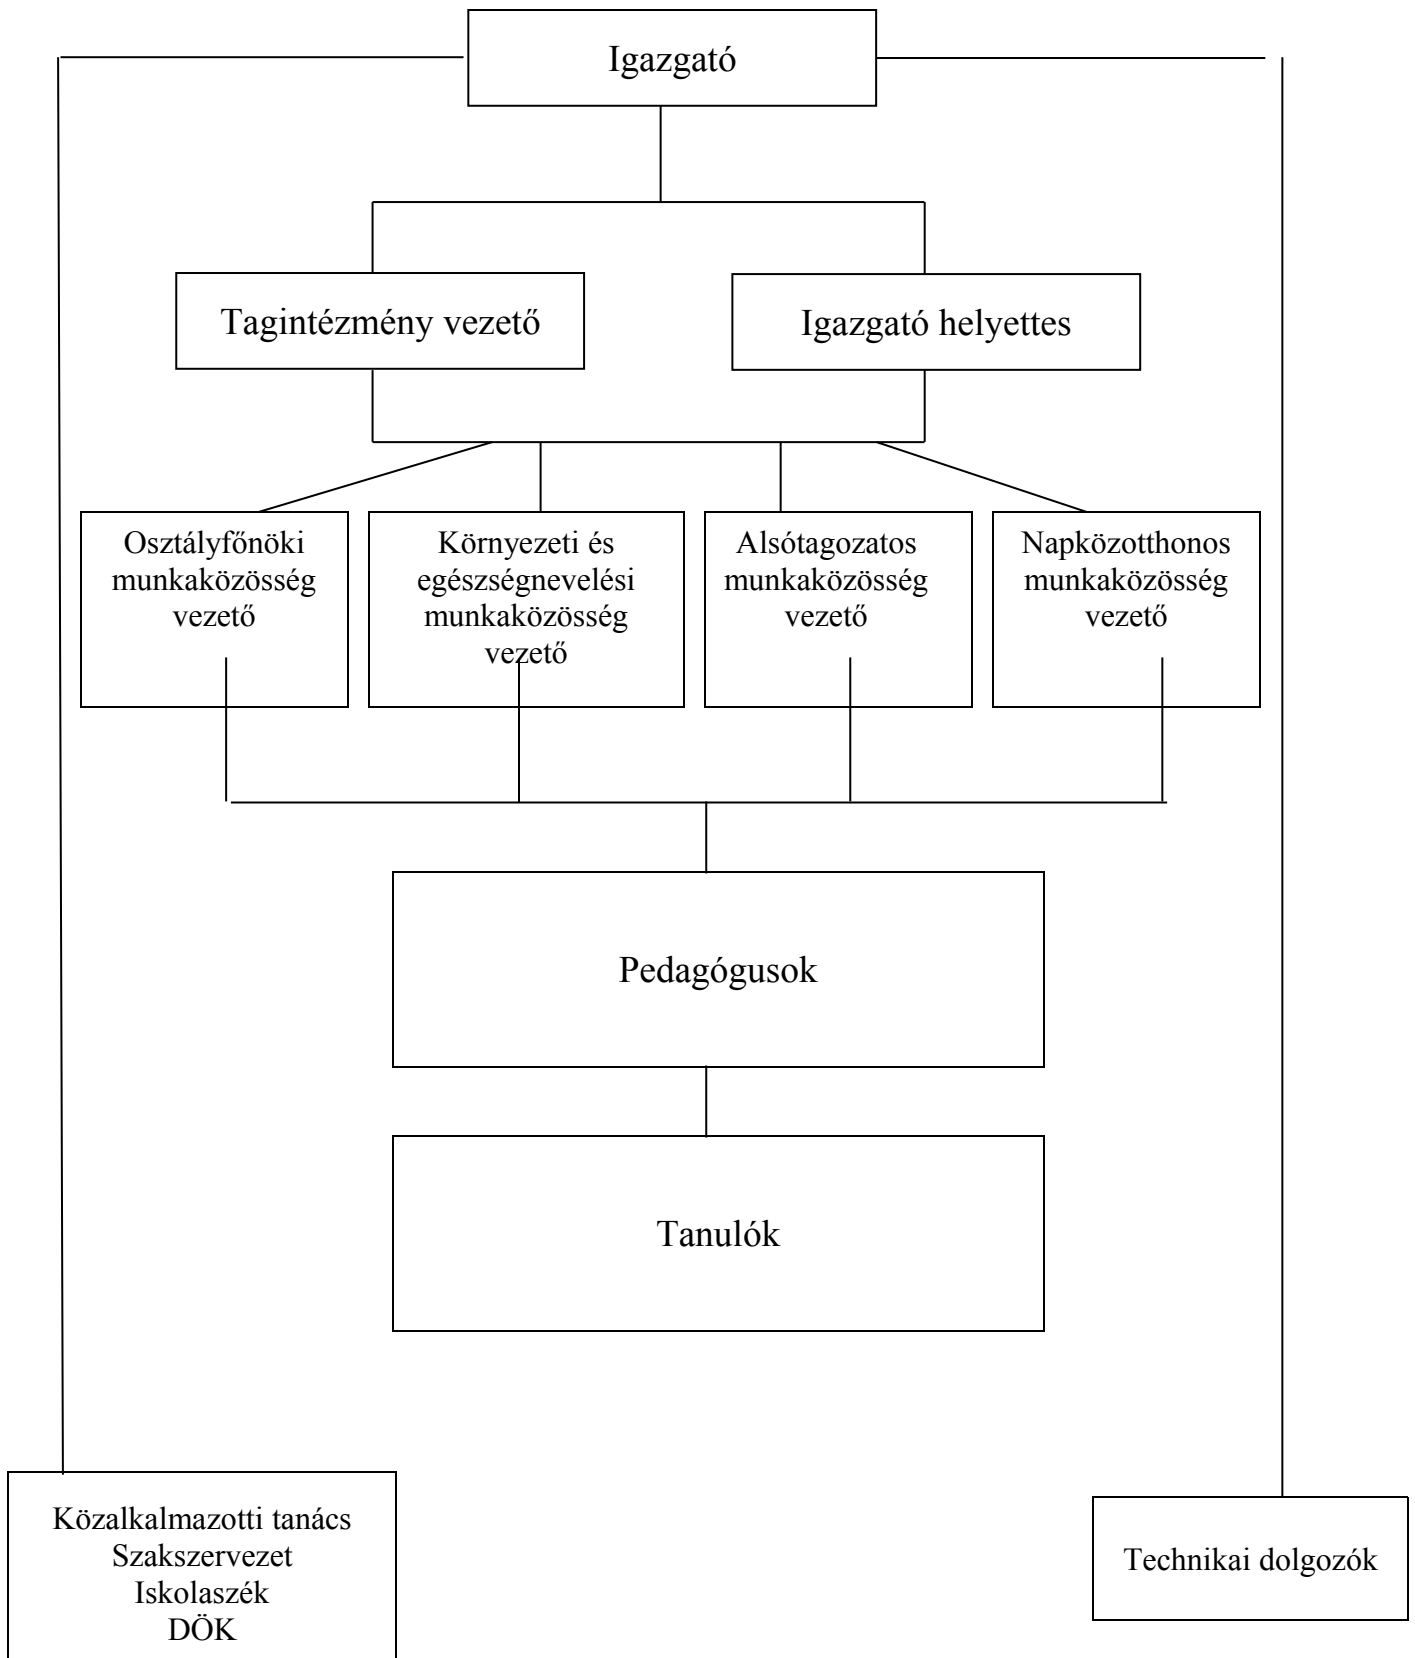 Igazgató
Tagintézmény vezető
Igazgató helyettes
Osztályfőnöki
munkaközösség
vezető
Környezeti és
egészségnevelési
munkaközösség
vezető
Alsótagozatos
munkaközösség
vezető
Napközotthonos
munkaközösség
vezető
Pedagógusok
Tanulók
Közalkalmazotti tanács
Szakszervezet
Iskolaszék
DÖK
Technikai dolgozók